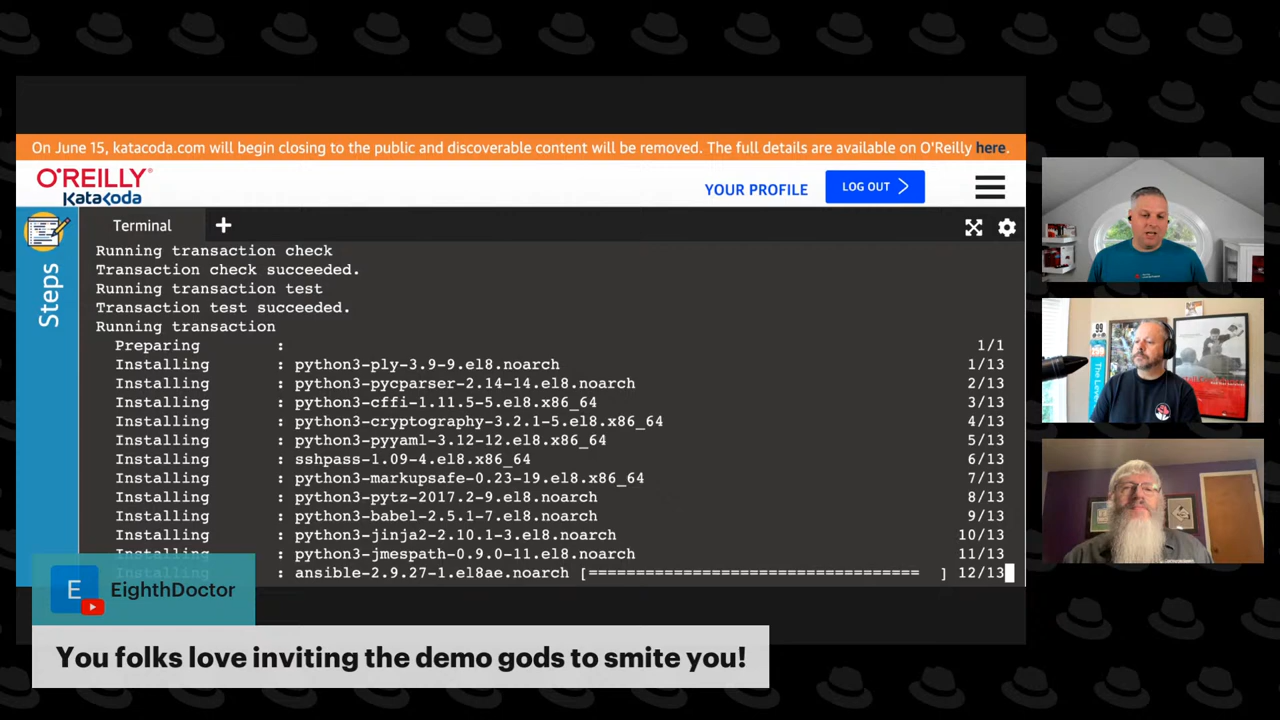 On June 15, katacoda.com will begin closing to the public and discoverable content will be removed. The full details are available on O'Reilly here.
O'REILLY®
Katacoda
YOUR PROFILE
LOG OUT
Steps
Terminal
Running transaction check
Transaction check succeeded.
Running transaction test
Transaction test succeeded.
Running transaction
Preparing : 1/1
Installing : python3-ply-3.9-9.el8.noarch 1/13
Installing : python3-pycparser-2.14-14.el8.noarch 2/13
Installing : python3-cffi-1.11.5-5.el8.x86_64 3/13
Installing : python3-cryptography-3.2.1-5.el8.x86_64 4/13
Installing : python3-pyyaml-3.12-12.el8.x86_64 5/13
Installing : sshpass-1.09-4.el8.x86_64 6/13
Installing : python3-markupsafe-0.23-19.el8.x86_64 7/13
Installing : python3-pytz-2017.2-9.el8.noarch 8/13
Installing : python3-babel-2.5.1-7.el8.noarch 9/13
Installing : python3-jinja2-2.10.1-3.el8.noarch 10/13
Installing : python3-jmespath-0.9.0-11.el8.noarch 11/13
Installing : ansible-2.9.27-1.el8ae.noarch [=================================== ] 12/13
99
The Le
E
EighthDoctor
You folks love inviting the demo gods to smite you!